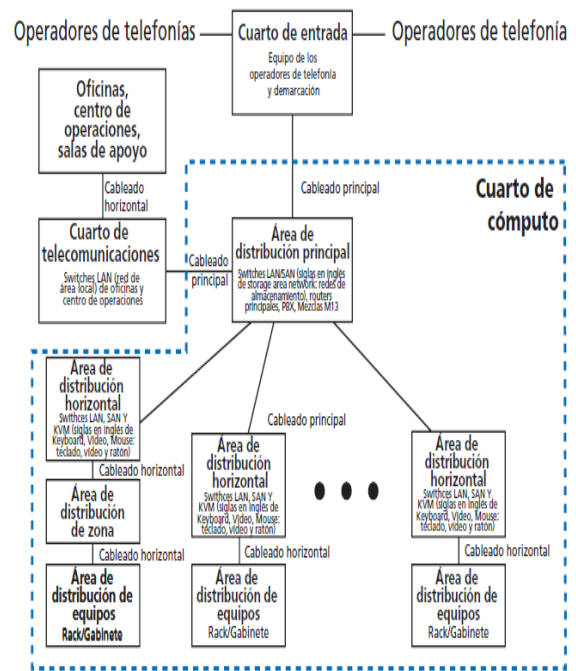 Operadores de telefonías
Cuarto de entrada
Equipo de los
operadores de telefonía
y demarcación
Operadores de telefonía
Oficinas,
centro de
operaciones,
salas de apoyo
Cableado
horizontal
Cableado principal
Cuarto de
cómputo
Cuarto de
telecomunicaciones
Switches LAN (red de
área local) de oficinas y
centro de operaciones
Cableado
principal
Área de
distribución principal
Switches LAN/SAN (siglas en inglés
de storage area network: redes de
almacenamiento), routers
principales, PBX, Mezclas M13
Área de
distribución
horizontal
Swithces LAN, SAN Y
KVM (siglas en Inglés de
Keyboard, Video, Mouse:
téclado, vídeo y ratón)
Cableado horizontal
Área de
distribución
de zona
Cableado horizontal
Área de
distribución de
equipos
Rack/Gabinete
Cableado principal
Área de
distribución
horizontal
Swithces LAN, SAN Y
KVM (siglas en Inglés de
Keyboard, Video, Mouse:
téclado, vídeo y ratón)
Cableado horizontal
Área de
distribución de
equipos
Rack/Gabinete
Área de
distribución
horizontal
Swithces LAN, SAN Y
KVM (siglas en Inglés de
Keyboard, Video, Mouse:
téclado, vídeo y ratón)
Cableado horizontal
Área de
distribución de
equipos
Rack/Gabinete